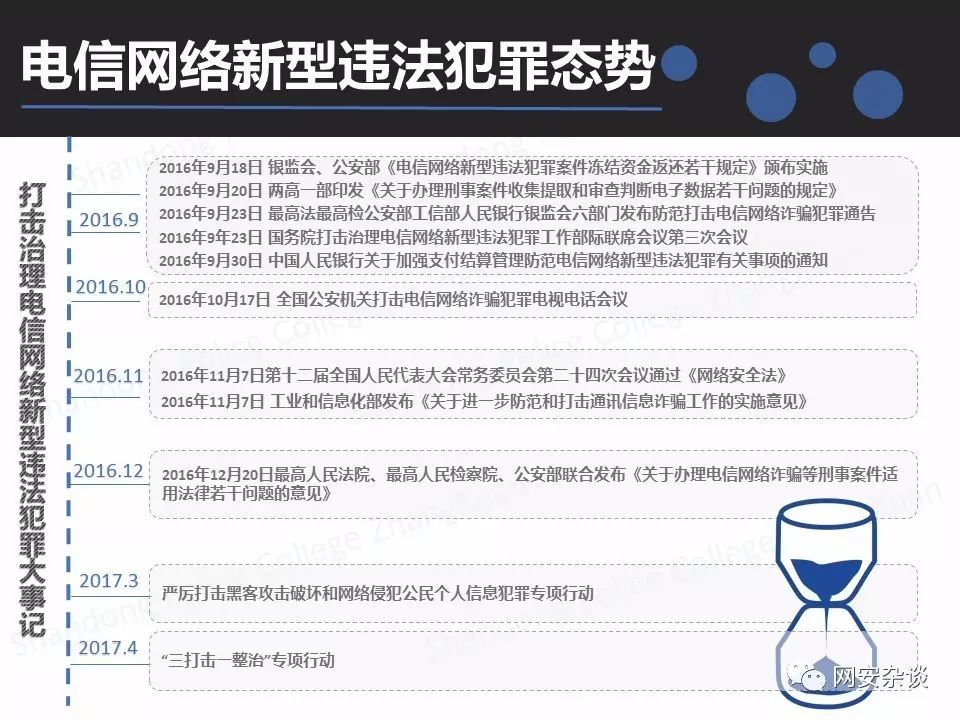 电信网络新型违法犯罪态势
打击治理电信网络新型违法犯罪大事记
2016.9
2016年9月18日 银监会、公安部《电信网络新型违法犯罪案件冻结资金返还若干规定》颁布实施
2016年9月20日 两高一部印发《关于办理刑事案件收集提取和审查判断电子数据若干问题的规定》
2016年9月23日 最高法最高检公安部工信部人民银行银监会六部门发布防范打击电信网络诈骗犯罪通告
2016年9年23日 国务院打击治理电信网络新型违法犯罪工作部际联席会议第三次会议
2016年9月30日 中国人民银行关于加强支付结算管理防范电信网络新型违法犯罪有关事项的通知
2016.10
2016年10月17日 全国公安机关打击电信网络诈骗犯罪电视电话会议
2016.11
2016年11月7日第十二届全国人民代表大会常务委员会第二十四次会议通过《网络安全法》
2016年11月7日 工业和信息化部发布《关于进一步防范和打击通讯信息诈骗工作的实施意见》
2016.12
2016年12月20日最高人民法院、最高人民检察院、公安部联合发布《关于办理电信网络诈骗等刑事案件适
用法律若干问题的意见》
2017.3
严厉打击黑客攻击破坏和网络侵犯公民个人信息犯罪专项行动
2017.4
“三打击一整治”专项行动
网安杂谈